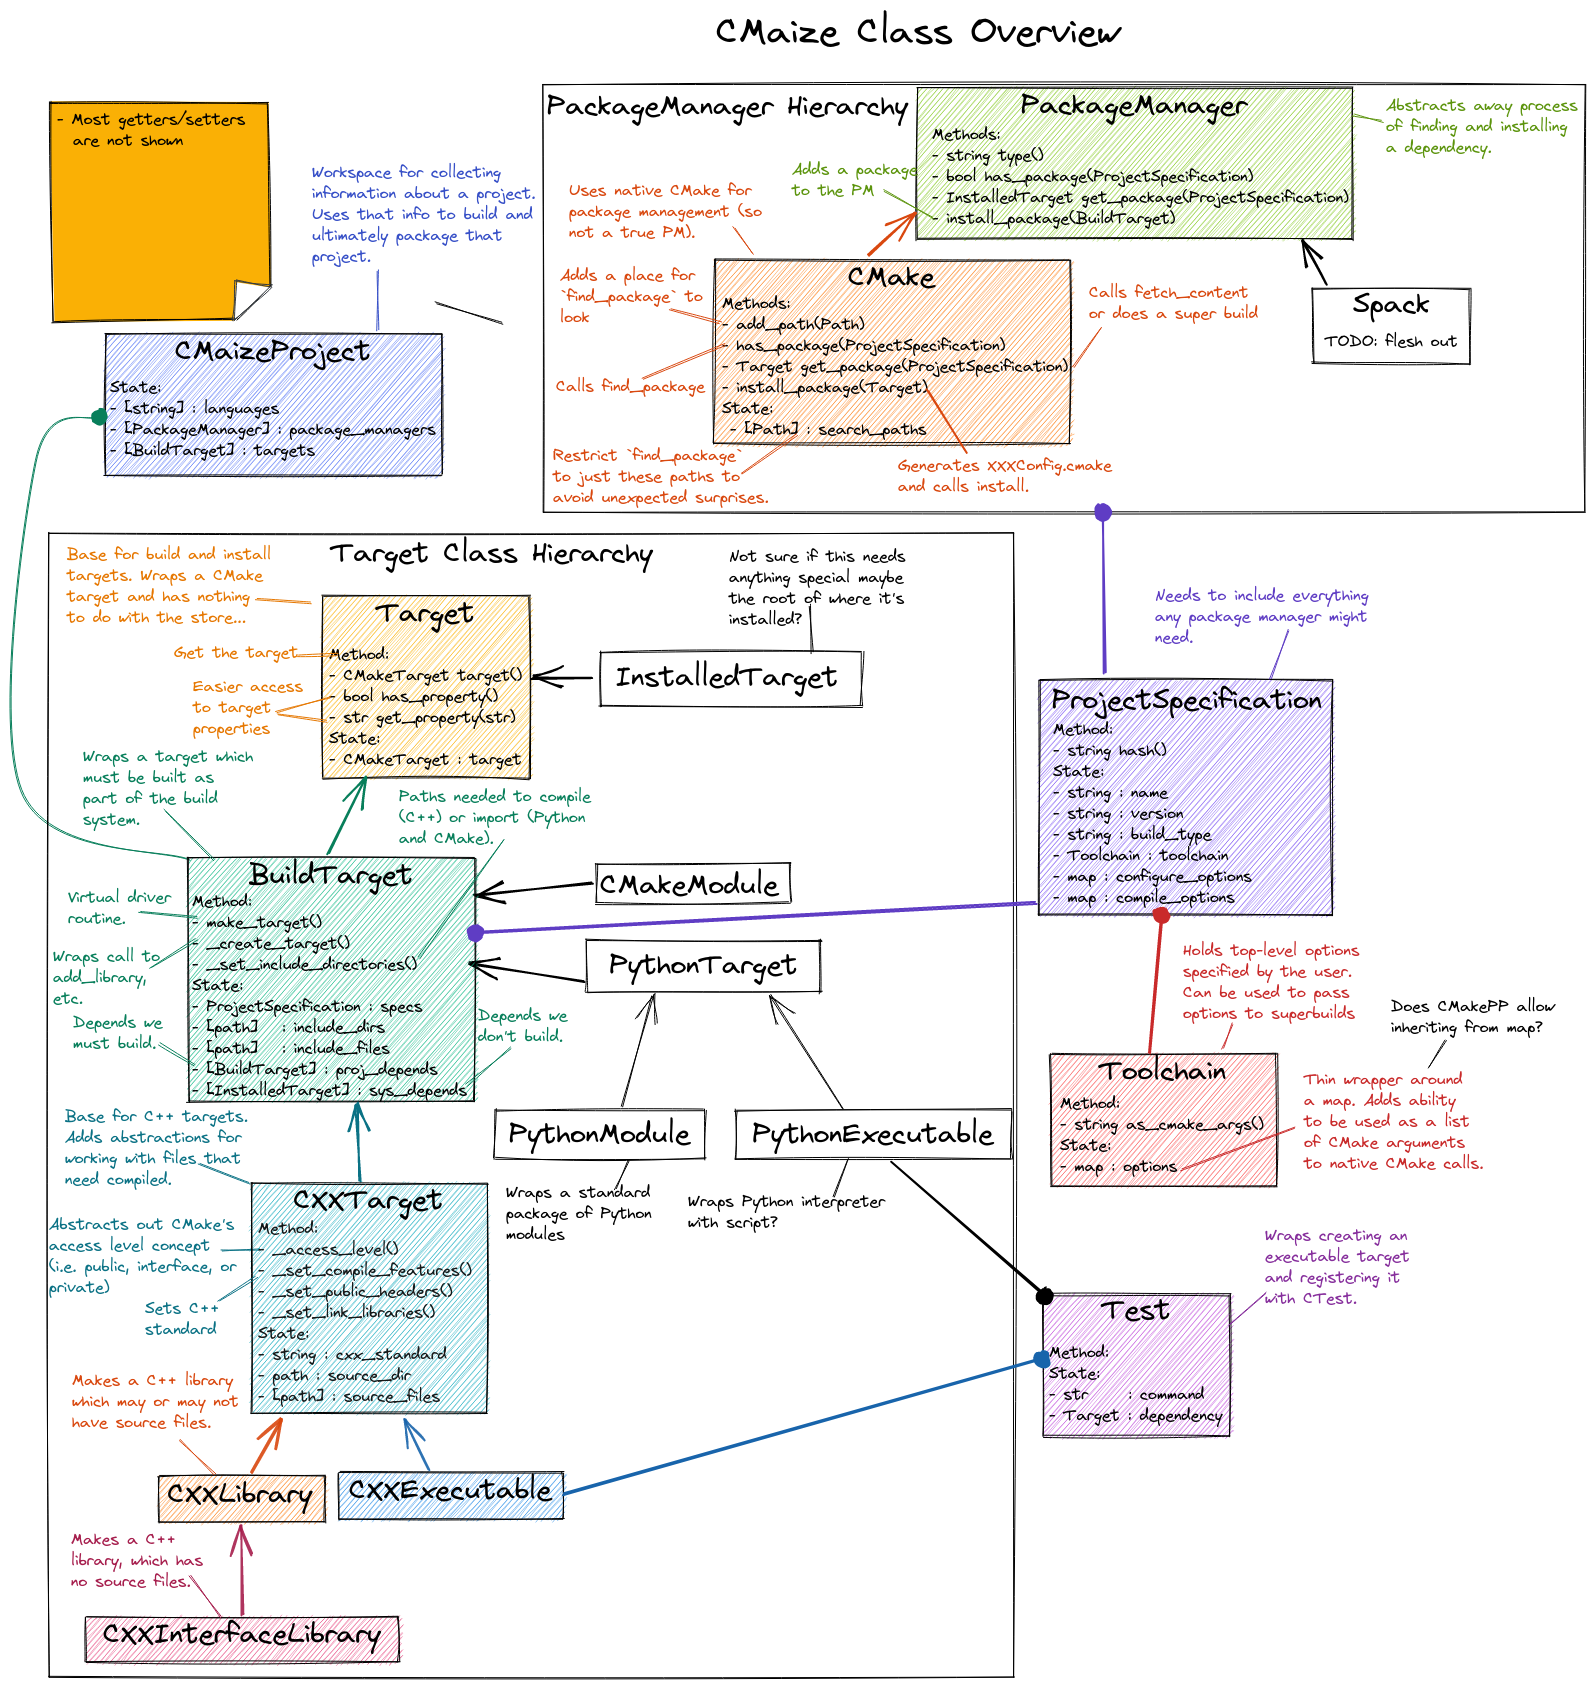 CMaize Class Overview
- Most getters/setters
are not shown
Workspace for collecting
information about a project.
Uses that info to build and
ultimately package that
project.
CMaizeProject
State:
- [string] : languages
- [PackageManager] : package_managers
- [BuildTarget] : targets
PackageManager Hierarchy
PackageManager
Methods:
- string type()
- bool has_package(ProjectSpecification)
- InstalledTarget get_package(ProjectSpecification)
- install_package(BuildTarget)
Abstracts away process
of finding and installing
a dependency.
Adds a package
to the PM
Uses native CMake for
package management (so
not a true PM).
CMake
Methods:
- add_path(Path)
- has_package(ProjectSpecification)
- Target get_package(ProjectSpecification)
- install_package(Target)
State:
- [Path] : search_paths
Adds a place for
`find_package` to
look
Calls find_package
Restrict `find_package`
to just these paths to
avoid unexpected surprises.
Calls fetch_content
or does a super build
Generates XXXConfig.cmake
and calls install.
Spack
TODO: flesh out
Target Class Hierarchy
Base for build and install
targets. Wraps a CMake
target and has nothing
to do with the store...
Target
Method:
- CMakeTarget target()
- bool has_property()
- str get_property(str)
State:
- CMakeTarget : target
Get the target
Easier access
to target
properties
Not sure if this needs
anything special maybe
the root of where it's
installed?
InstalledTarget
Wraps a target which
must be built as
part of the build
system.
Paths needed to compile
(C++) or import (Python
and CMake).
BuildTarget
Method:
- make_target()
- _create_target()
- _set_include_directories()
State:
- ProjectSpecification : specs
- [path] : include_dirs
- [path] : include_files
- [BuildTarget] : proj_depends
- [InstalledTarget] : sys_depends
Virtual driver
routine.
Wraps call to
add_library,
etc.
Depends we
must build.
Depends we
don't build.
CMakeModule
PythonTarget
PythonModule
PythonExecutable
Wraps a standard
package of Python
modules
Wraps Python interpreter
with script?
Base for C++ targets.
Adds abstractions for
working with files that
need compiled.
CXXTarget
Method:
- _access_level()
- _set_compile_features()
- _set_public_headers()
- _set_link_libraries()
State:
- string : cxx_standard
- path : source_dir
- [path] : source_files
Abstracts out CMake's
access level concept
(i.e. public, interface, or
private)
Sets C++
standard
Makes a C++ library
which may or may not
have source files.
CXXLibrary
CXXExecutable
Makes a C++
library, which has
no source files.
CXXInterfaceLibrary
Needs to include everything
any package manager might
need.
ProjectSpecification
Method:
- string hash()
State:
- string : name
- string : version
- string : build_type
- Toolchain : toolchain
- map : configure_options
- map : compile_options
Holds top-level options
specified by the user.
Can be used to pass
options to superbuilds
Does CMakePP allow
inheriting from map?
Toolchain
Method:
- string as_cmake_args()
State:
- map : options
Thin wrapper around
a map. Adds ability
to be used as a list
of CMake arguments
to native CMake calls.
Wraps creating an
executable target
and registering it
with CTest.
Test
Method:
State:
- str : command
- Target : dependency